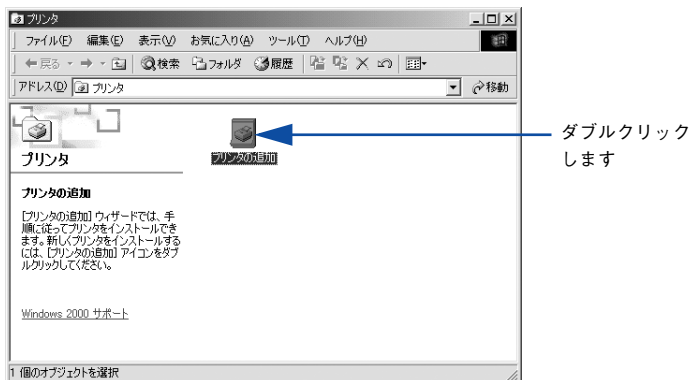 プリンタ
ファイル(F) 編集(E) 表示(V) お気に入り(A) ツール(T) ヘルプ(H)
戻る 検索 フォルダ 履歴
アドレス(D) プリンタ 移動
プリンタ
プリンタの追加
ダブルクリック
します
プリンタの追加
[プリンタの追加] ウィザードでは、手
順に従ってプリンタをインストールでき
ます。新しくプリンタをインストールする
には、[プリンタの追加] アイコンをダブ
ルクリックしてください。
Windows 2000 サポート
1 個のオブジェクトを選択